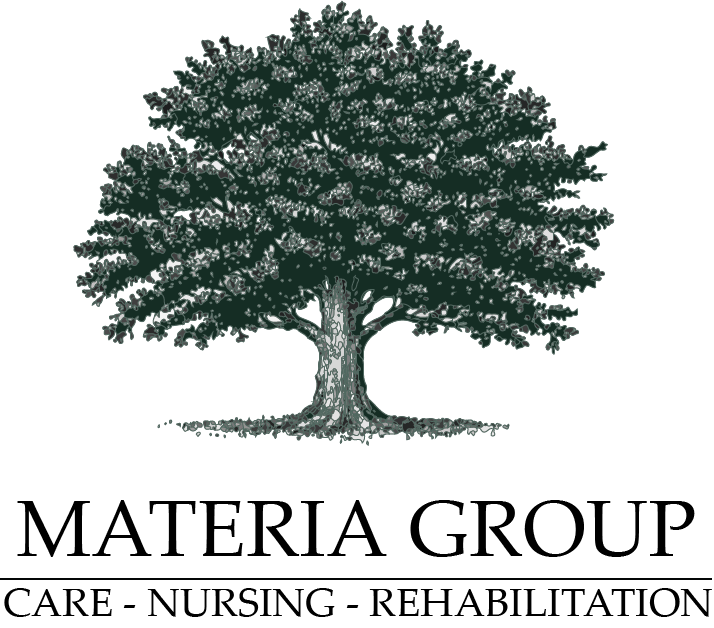 MATERIA GROUP
CARE - NURSING - REHABILITATION